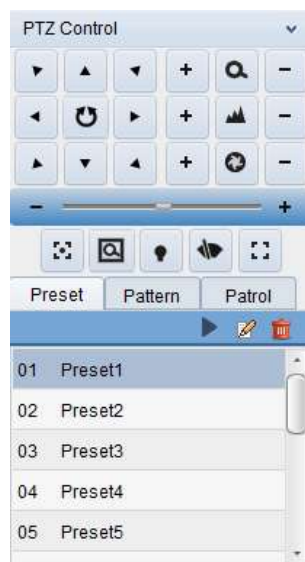 PTZ Control
+ −
+ −
+ −
− +
Preset Pattern Patrol
01 Preset1
02 Preset2
03 Preset3
04 Preset4
05 Preset5